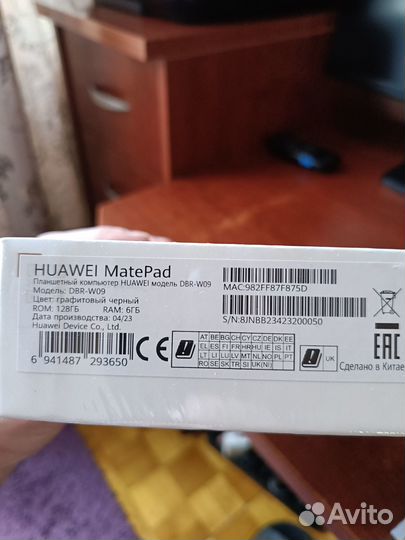 HUAWEI MatePad
Планшетный компьютер HUAWEI модель DBR-W09
Модель: DBR-W09
Цвет: графитовый черный
ROM: 128ГБ RAM: 6ГБ
Дата производства: 04/23
Huawei Device Co., Ltd.
6 941487 293650
MAC:982FF87F875D
S/N:8JNBB23423200050
CE
AT BE BG CH CY CZ DE DK EE
EL ES FI FR HR HU IE IS IT
LT LI LU LV MT NL NO PL PT
RO SE SK SI TR UK(NI)
UK
EAC
Сделано в Китае
Avito